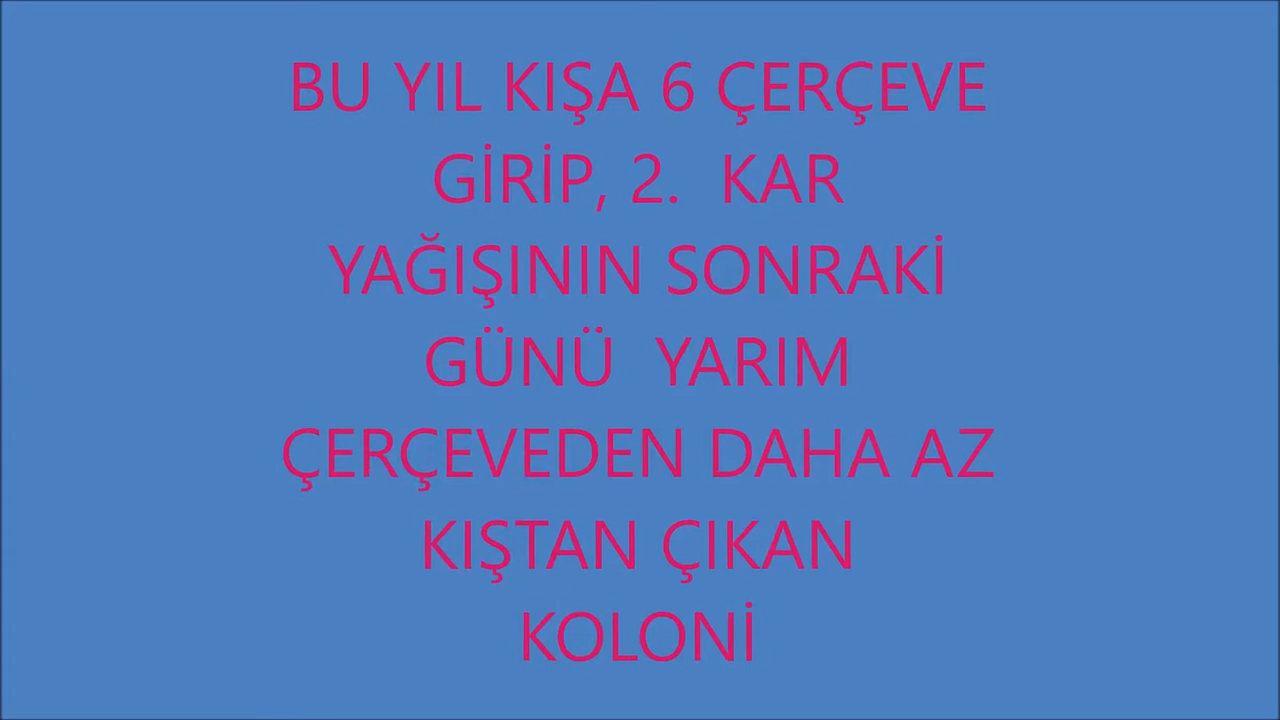 BU YIL KIŞA 6 ÇERÇEVE
GİRİP, 2.  KAR
YAĞIŞININ SONRAKİ
GÜNÜ  YARIM
ÇERÇEVEDEN DAHA AZ
KIŞTAN ÇIKAN
KOLONİ